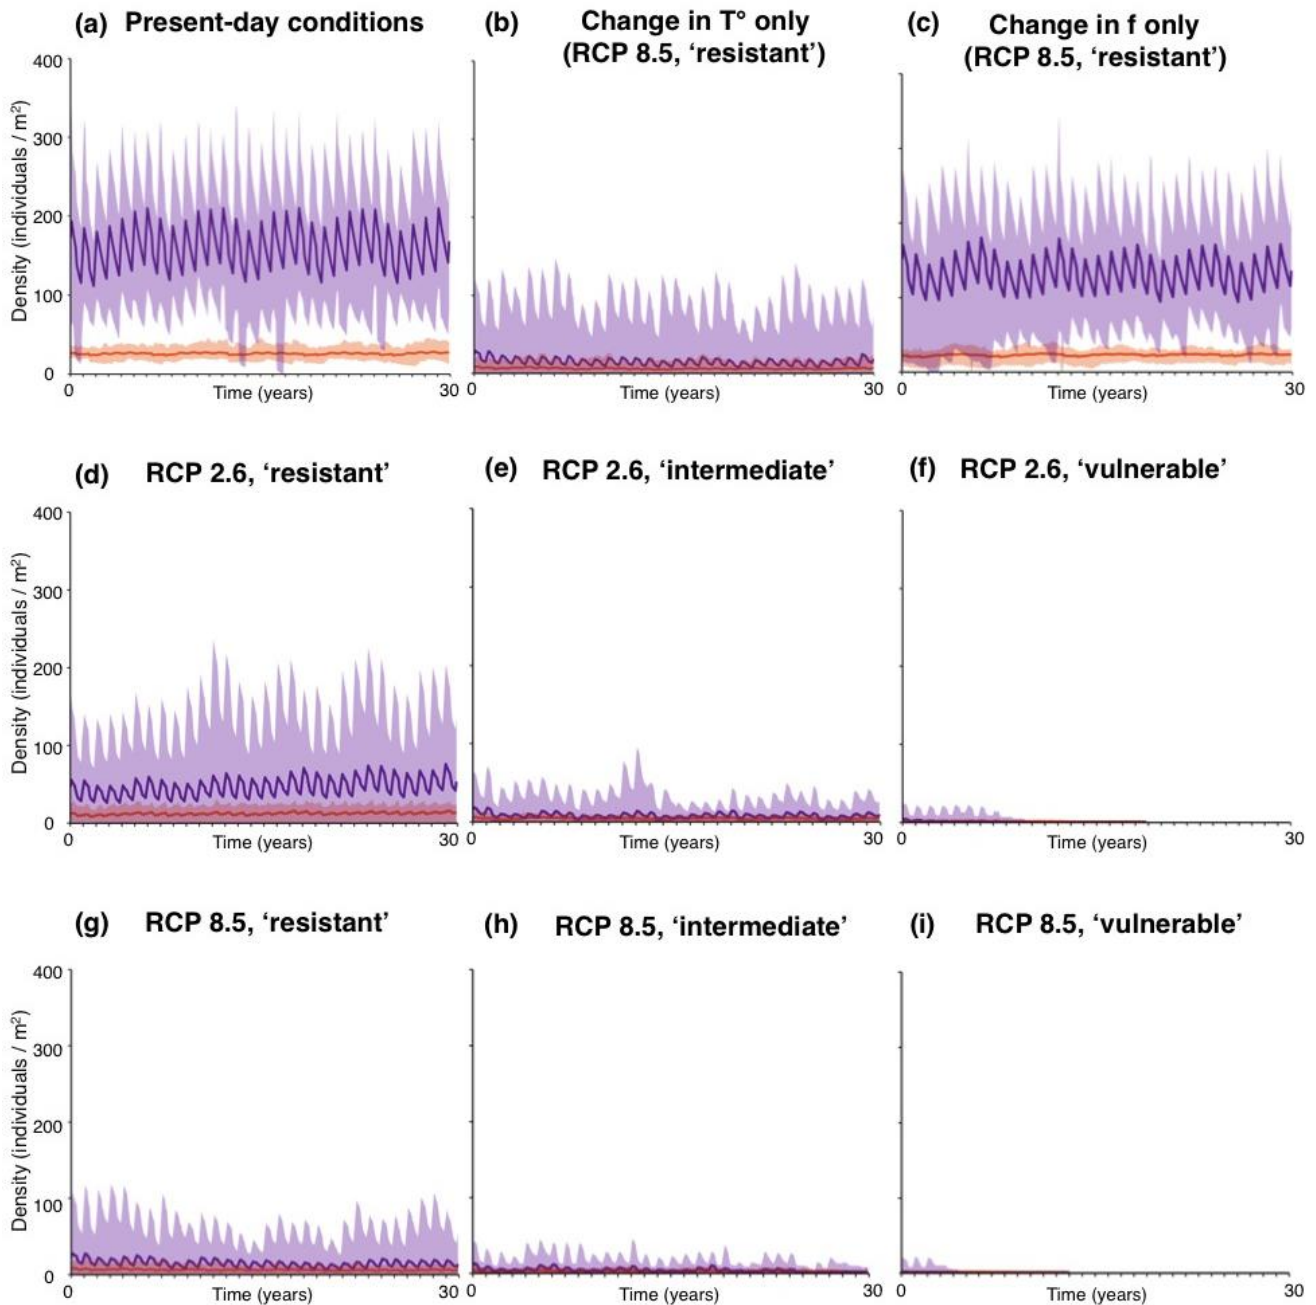 (a) Present-day conditions
(b) Change in T° only
(RCP 8.5, ‘resistant’)
(c) Change in f only
(RCP 8.5, ‘resistant’)
Density (individuals / m²)
400
300
200
100
0
0
Time (years)
30
0
Time (years)
30
0
Time (years)
30
(d) RCP 2.6, ‘resistant’
(e) RCP 2.6, ‘intermediate’
(f) RCP 2.6, ‘vulnerable’
Density (individuals / m²)
400
300
200
100
0
0
Time (years)
30
0
Time (years)
30
0
Time (years)
30
(g) RCP 8.5, ‘resistant’
(h) RCP 8.5, ‘intermediate’
(i) RCP 8.5, ‘vulnerable’
Density (individuals / m²)
400
300
200
100
0
0
Time (years)
30
0
Time (years)
30
0
Time (years)
30